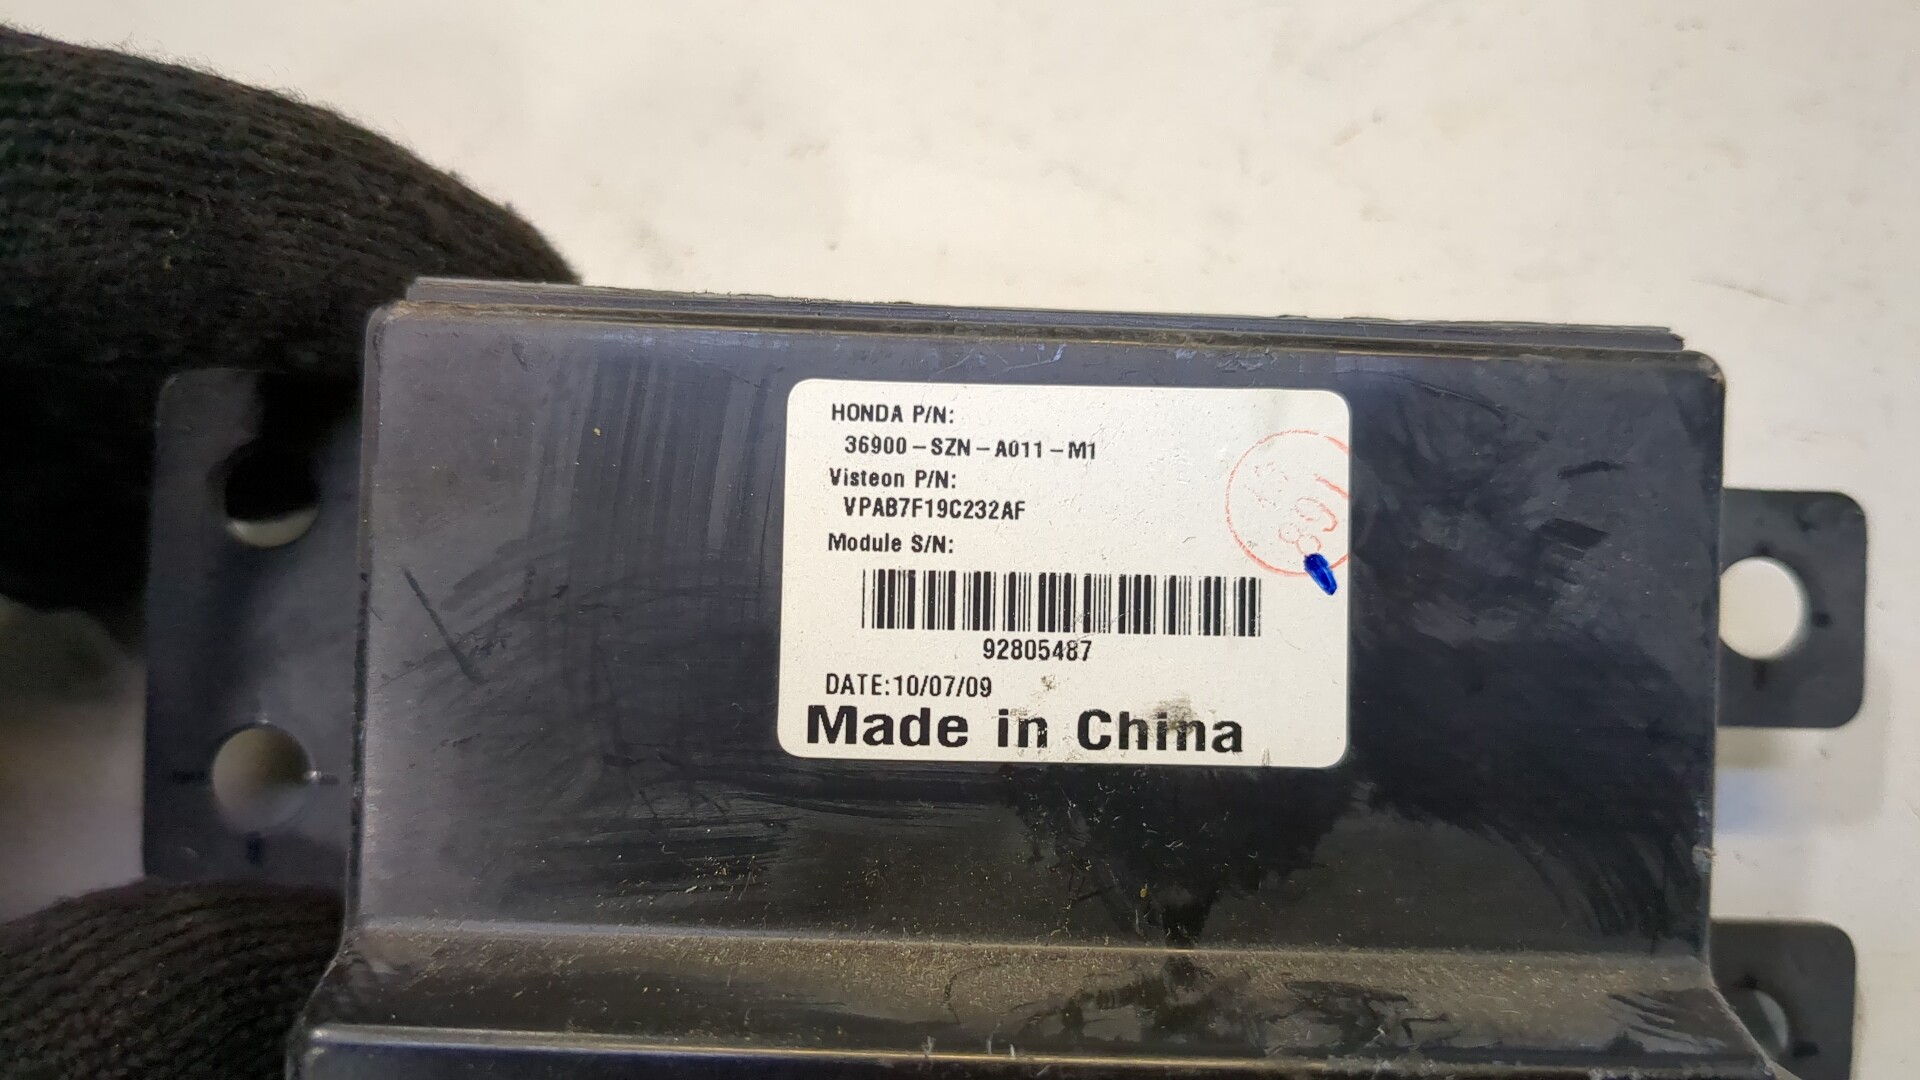 HONDA P/N:
36900-SZN-A011-M1
Visteon P/N:
VPAB7F19C232AF
Module S/N:
92805487
DATE:10/07/09
Made in China